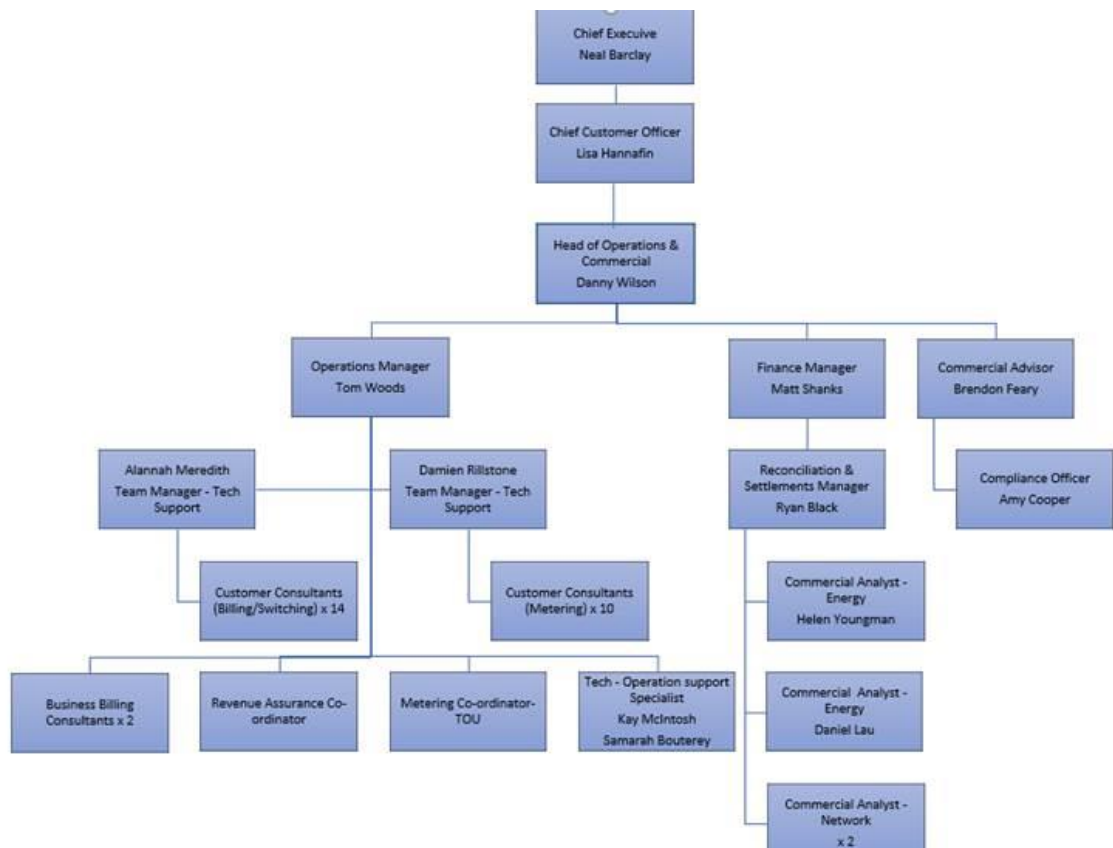 Chief Execuive
Neal Barclay
Chief Customer Officer
Lisa Hannafin
Head of Operations &
Commercial
Danny Wilson
Operations Manager
Tom Woods
Finance Manager
Matt Shanks
Commercial Advisor
Brendon Feary
Alannah Meredith
Team Manager - Tech
Support
Damien Rillstone
Team Manager - Tech
Support
Reconciliation &
Settlements Manager
Ryan Black
Compliance Officer
Amy Cooper
Customer Consultants
(Billing/Switching) x 14
Customer Consultants
(Metering) x 10
Commercial Analyst -
Energy
Helen Youngman
Business Billing
Consultants x 2
Revenue Assurance Co-
ordinator
Metering Co-ordinator-
TOU
Tech - Operation support
Specialist
Kay McIntosh
Samarah Bouterey
Commercial Analyst -
Energy
Daniel Lau
Commercial Analyst -
Network
x 2